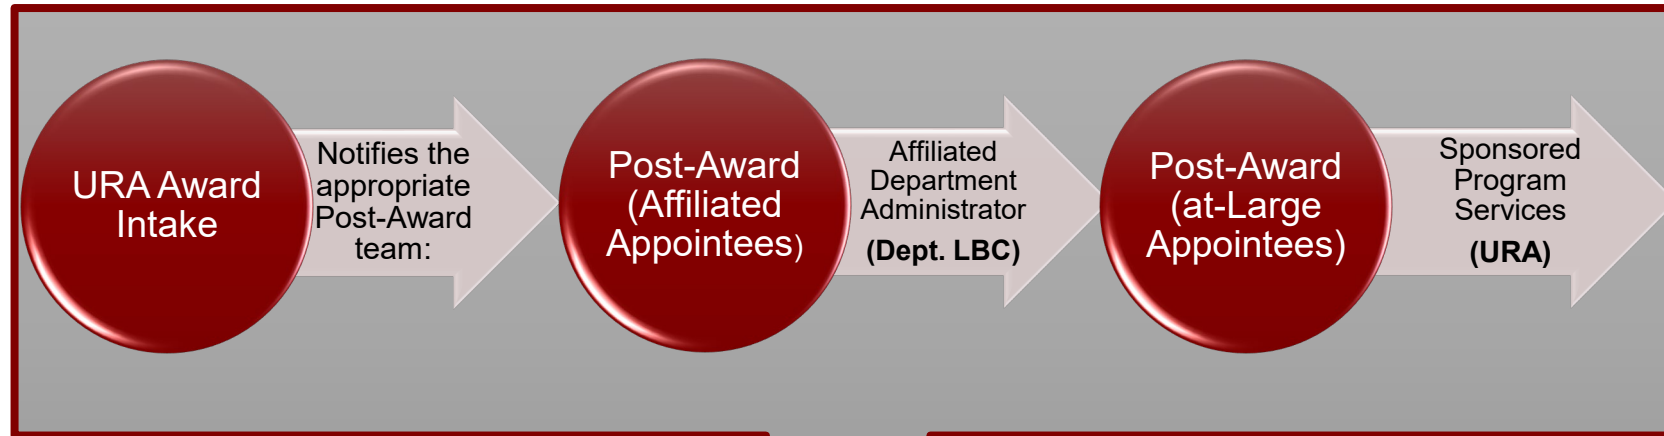 URA Award
Intake
Notifies the
appropriate
Post-Award
team:
Post-Award
(Affiliated
Appointees)
Affiliated
Department
Administrator
(Dept. LBC)
Post-Award
(at-Large
Appointees)
Sponsored
Program
Services
(URA)